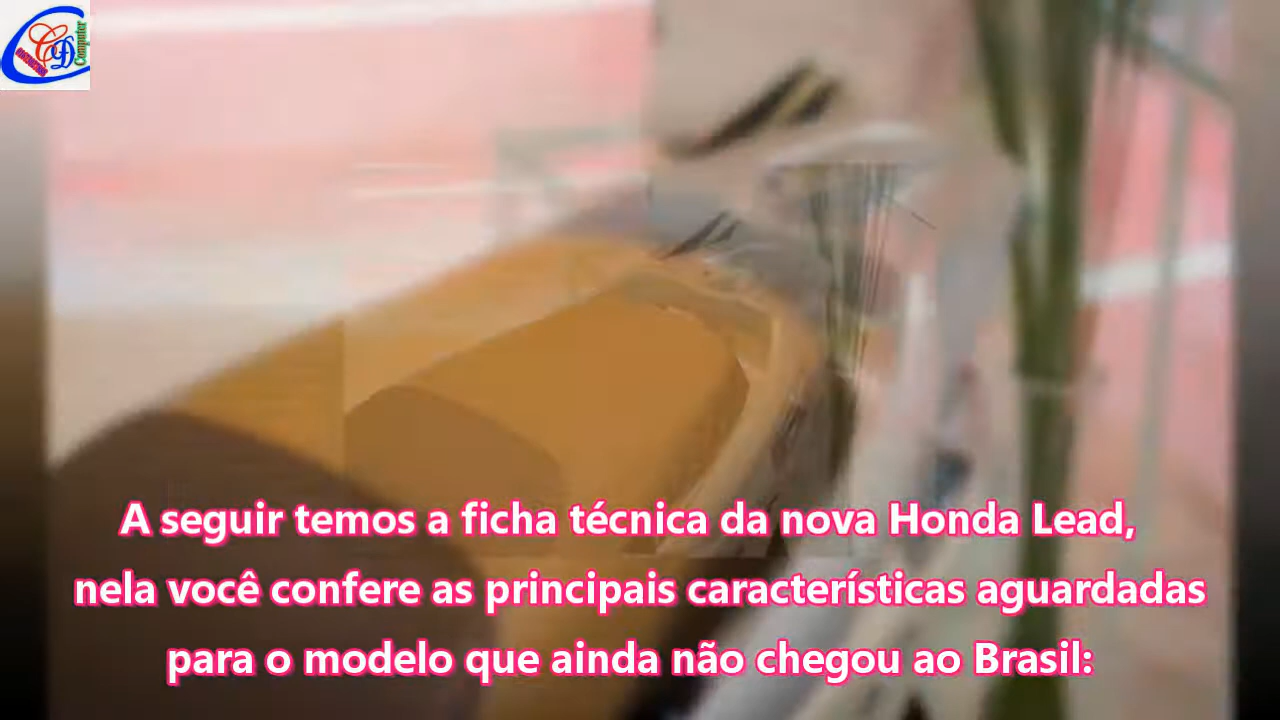 Computer
A seguir temos a ficha técnica da nova Honda Lead,
nela você confere as principais características aguardadas
para o modelo que ainda não chegou ao Brasil: